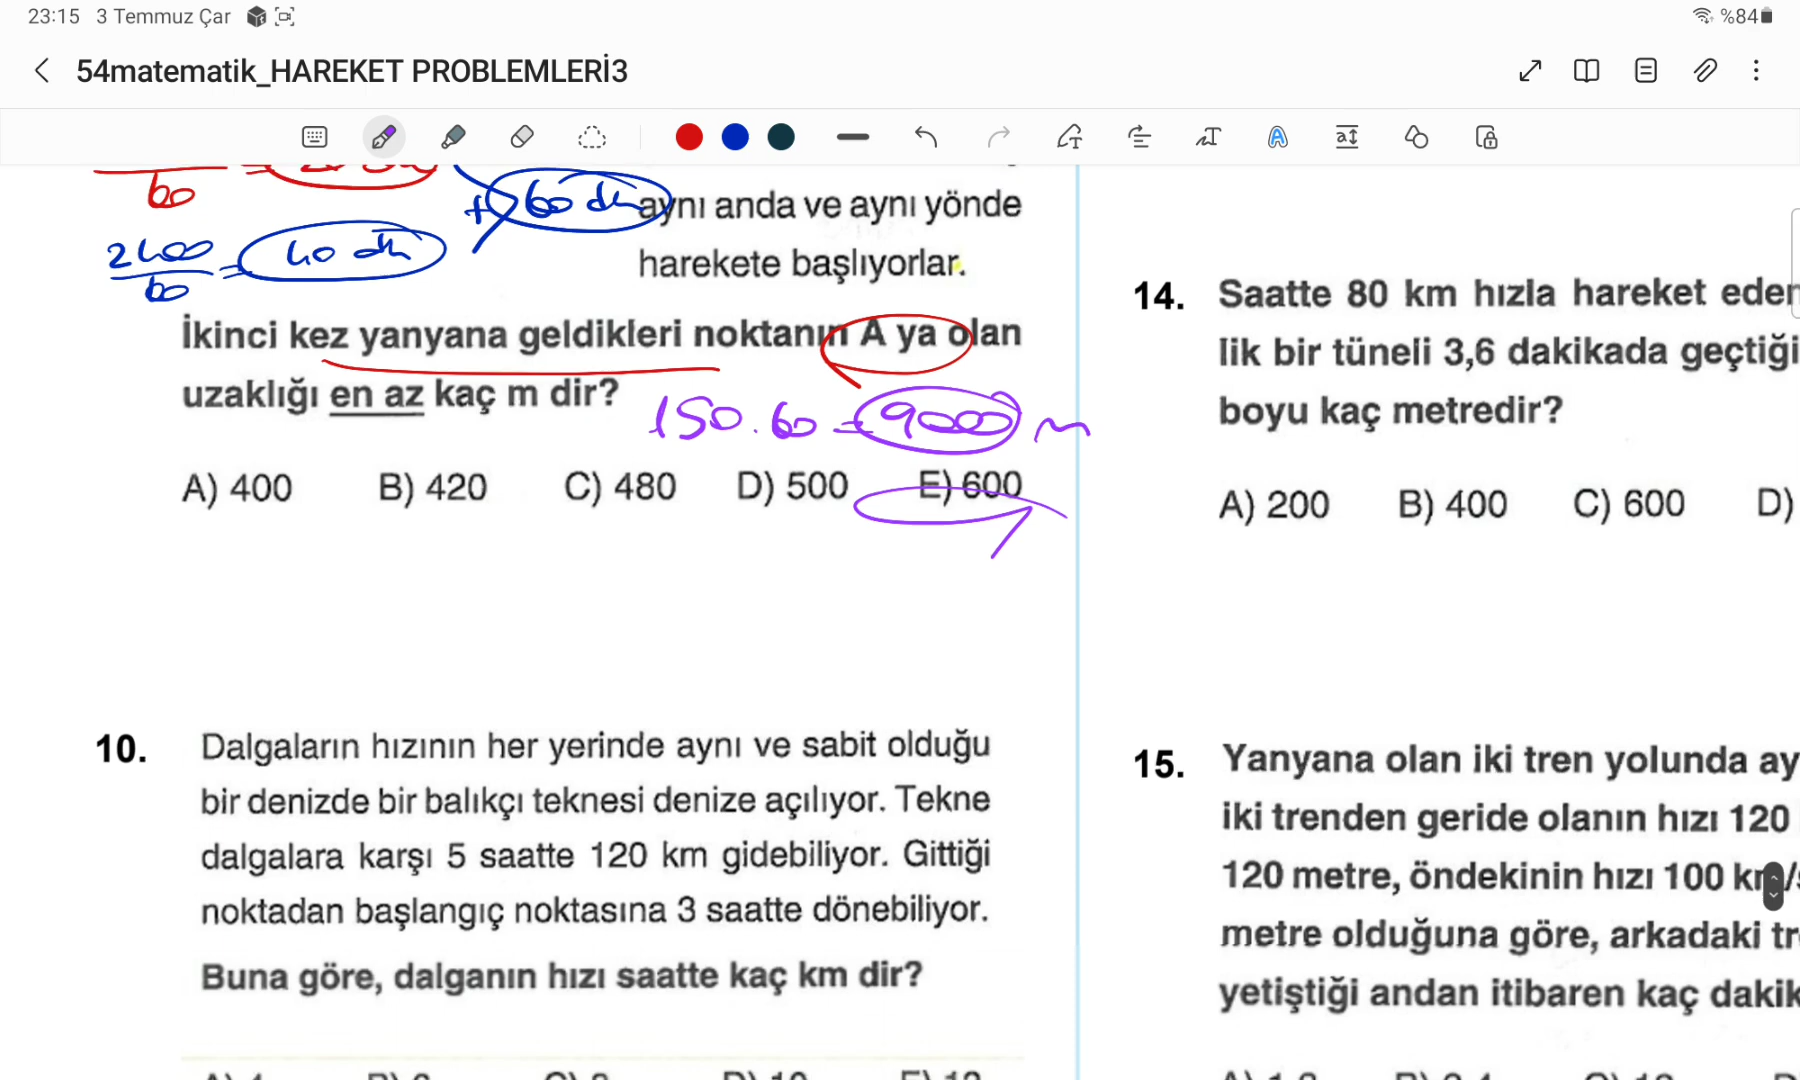 23:15 3 Temmuz Çar
%84
54matematik_HAREKET PROBLEMLERİ3
60
+ 60 dk
aynı anda ve aynı yönde
2400
60
= 40 dk
harekete başlıyorlar.
İkinci kez yanyana geldikleri noktanın A ya olan
uzaklığı en az kaç m dir?
150.60 = 9000 m
A) 400 B) 420 C) 480 D) 500 E) 600
10. Dalgaların hızının her yerinde aynı ve sabit olduğu
bir denizde bir balıkçı teknesi denize açılıyor. Tekne
dalgalara karşı 5 saatte 120 km gidebiliyor. Gittiği
noktadan başlangıç noktasına 3 saatte dönebiliyor.
Buna göre, dalganın hızı saatte kaç km dir?
14. Saatte 80 km hızla hareket eden
lik bir tüneli 3,6 dakikada geçtiği
boyu kaç metredir?
A) 200 B) 400 C) 600 D)
15. Yanyana olan iki tren yolunda ay
iki trenden geride olanın hızı 120
120 metre, öndekinin hızı 100 km/s
metre olduğuna göre, arkadaki tr
yetiştiği andan itibaren kaç dakik